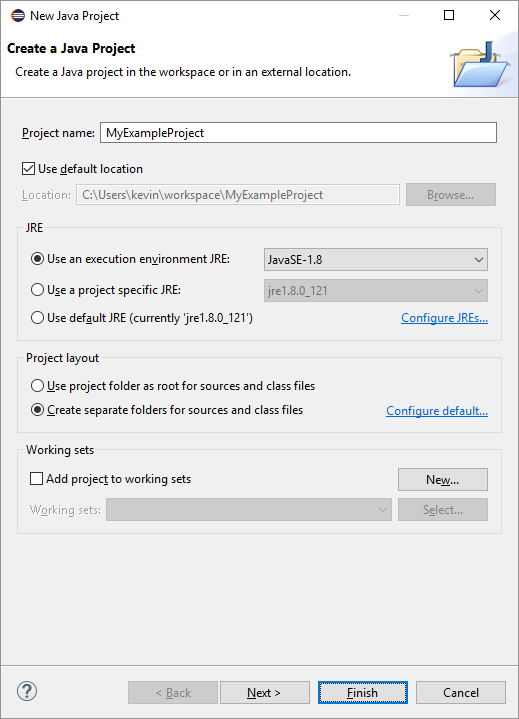 New Java Project
Create a Java Project
Create a Java project in the workspace or in an external location.
Project name: MyExampleProject
Use default location
Location: C:\Users\kevin\workspace\MyExampleProject Browse...
JRE
Use an execution environment JRE: JavaSE-1.8
Use a project specific JRE: jre1.8.0_121
Use default JRE (currently 'jre1.8.0_121') Configure JREs...
Project layout
Use project folder as root for sources and class files
Create separate folders for sources and class files Configure default...
Working sets
Add project to working sets New...
Working sets: Select...
? < Back Next > Finish Cancel